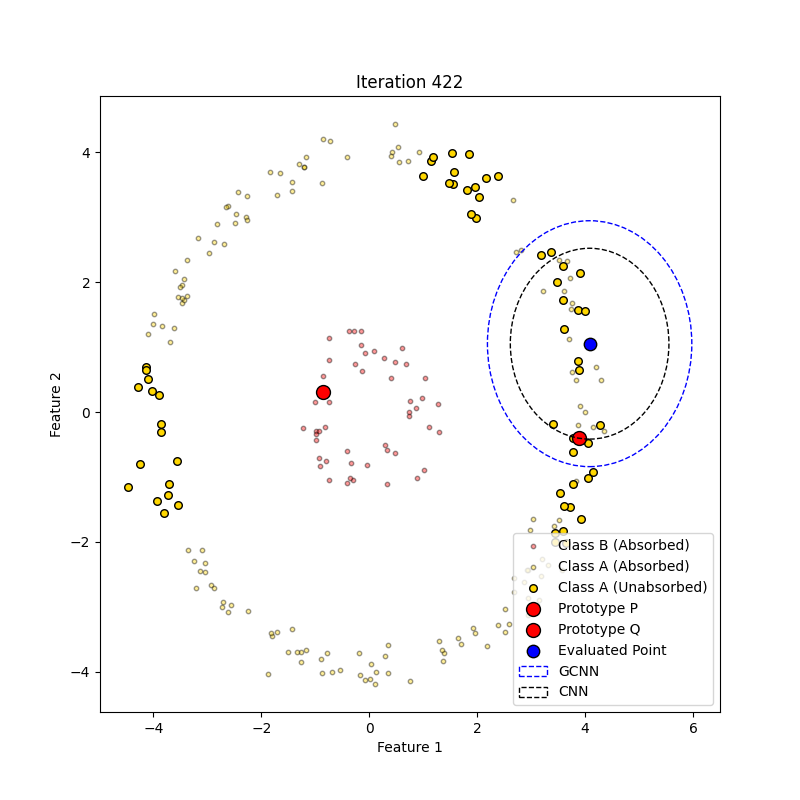 Iteration 422
4
2
0
−2
−4
Feature 2
Class B (Absorbed)
Class A (Absorbed)
Class A (Unabsorbed)
Prototype P
Prototype Q
Evaluated Point
GCNN
CNN
−4 −2 0 2 4 6
Feature 1